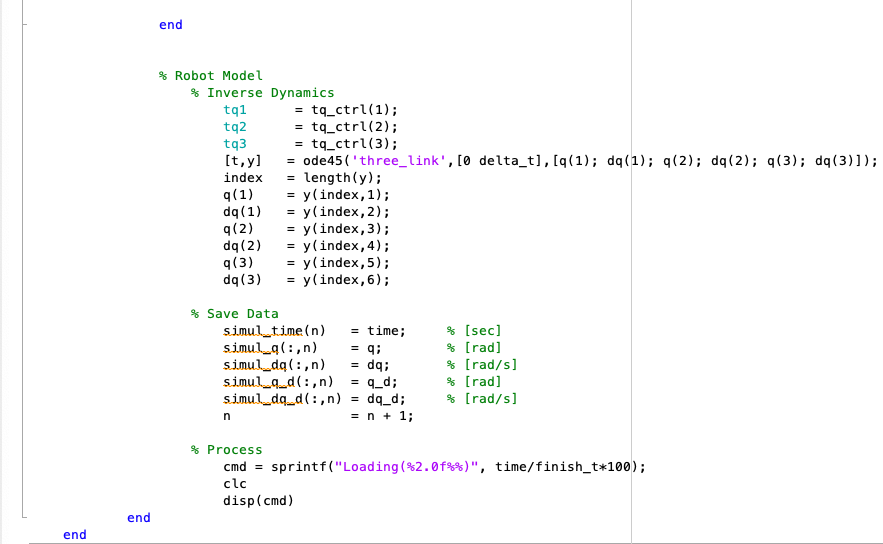 end
% Robot Model
% Inverse Dynamics
tq1      = tq_ctrl(1);
tq2      = tq_ctrl(2);
tq3      = tq_ctrl(3);
[t,y]   = ode45('three_link',[0 delta_t],[q(1); dq(1); q(2); dq(2); q(3); dq(3)]);
index   = length(y);
q(1)    = y(index,1);
dq(1)   = y(index,2);
q(2)    = y(index,3);
dq(2)   = y(index,4);
q(3)    = y(index,5);
dq(3)   = y(index,6);
% Save Data
simul_time(n)   = time;     % [sec]
simul_q(:,n)    = q;        % [rad]
simul_dq(:,n)   = dq;       % [rad/s]
simul_q_d(:,n)  = q_d;      % [rad]
simul_dq_d(:,n) = dq_d;     % [rad/s]
n               = n + 1;
% Process
cmd = sprintf("Loading(%2.0f%%)", time/finish_t*100);
clc
disp(cmd)
end
end